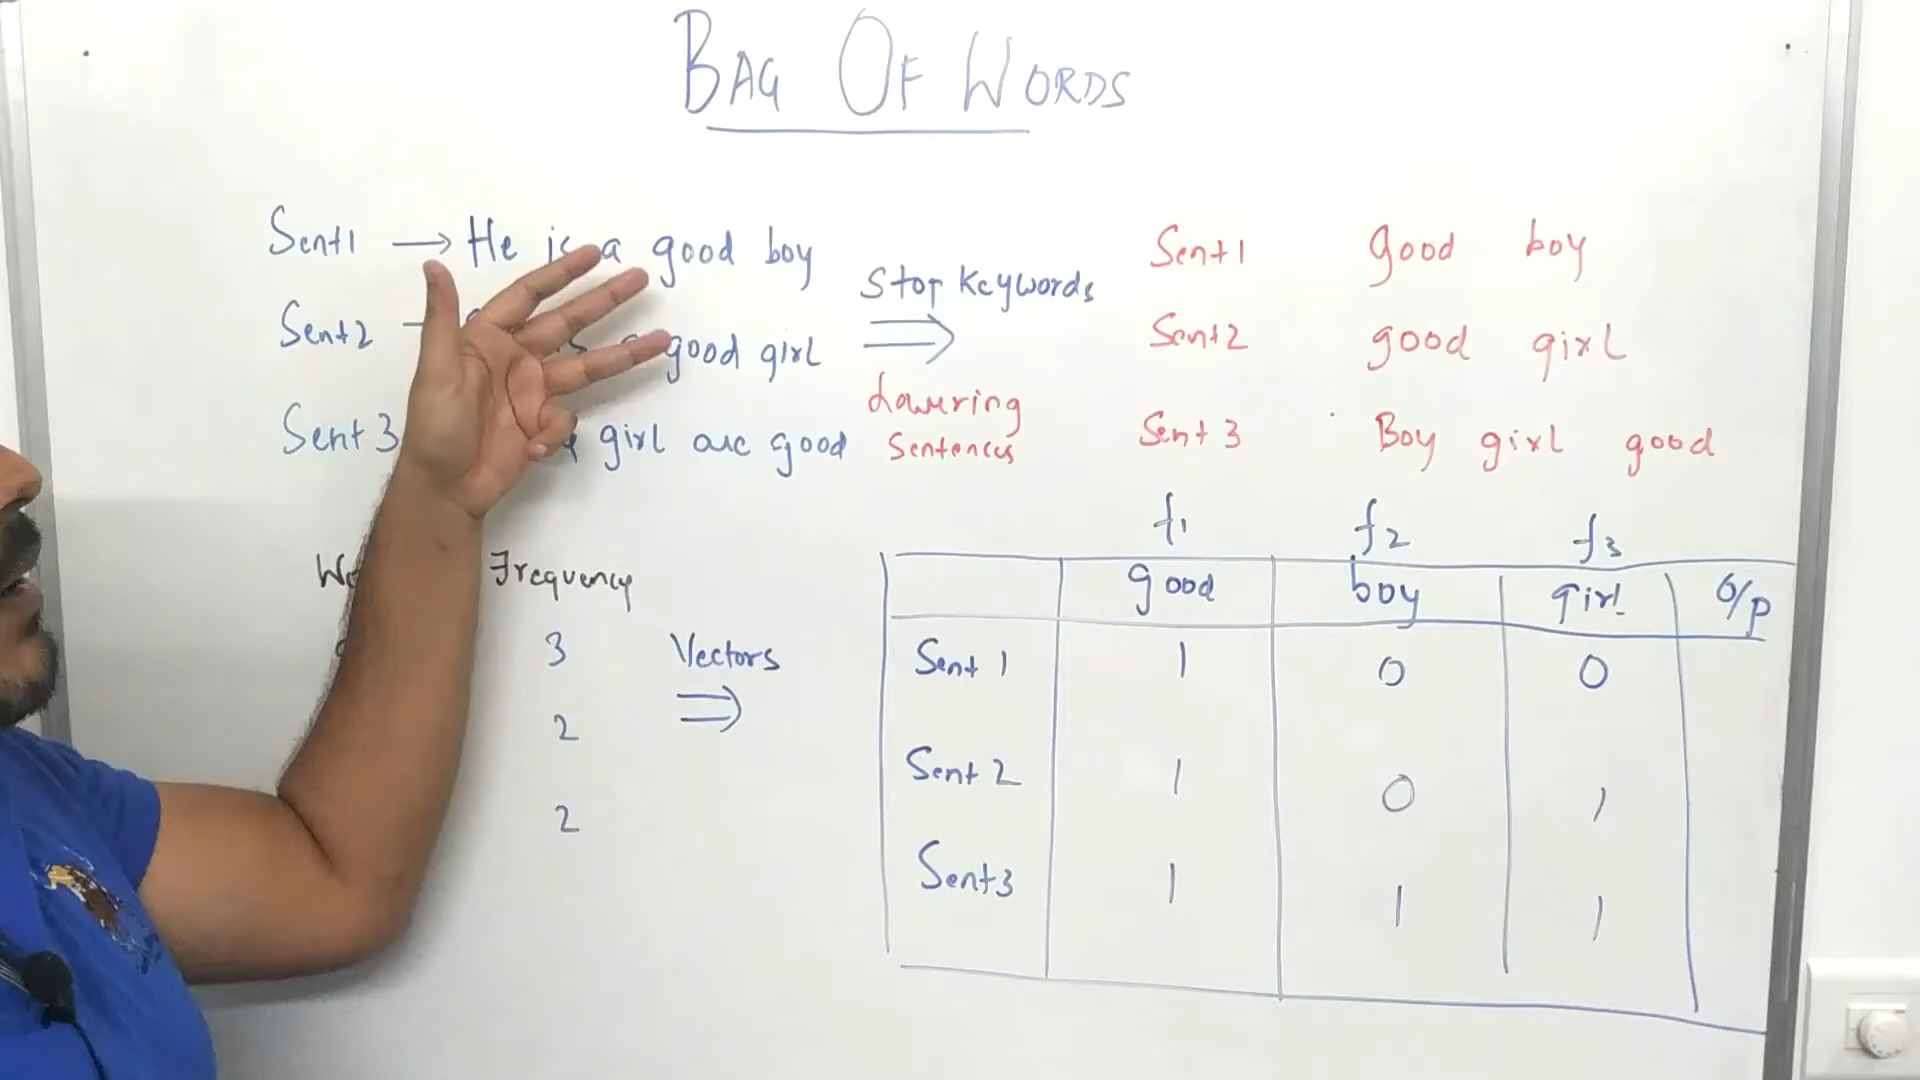 BAG OF WORDS
Sent1 → He is a good boy
Sent2 good girl
Sent 3 girl are good
Stop Keywords
⇒
Lowering
Sentences
Sent1 Good boy
Sent2 good girl
Sent 3 Boy girl good
Frequency
3
2
2
Vectors
⇒
f1 f2 f3
good boy girl O/p
Sent 1 1 0 0
Sent 2 1 0 1
Sent3 1 1 1